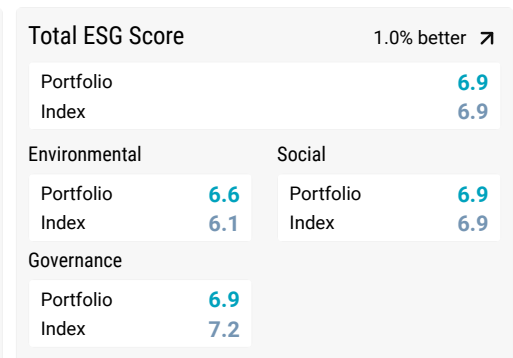 Total ESG Score 1.0% better
Portfolio 6.9
Index 6.9
Environmental
Portfolio 6.6
Index 6.1
Social
Portfolio 6.9
Index 6.9
Governance
Portfolio 6.9
Index 7.2